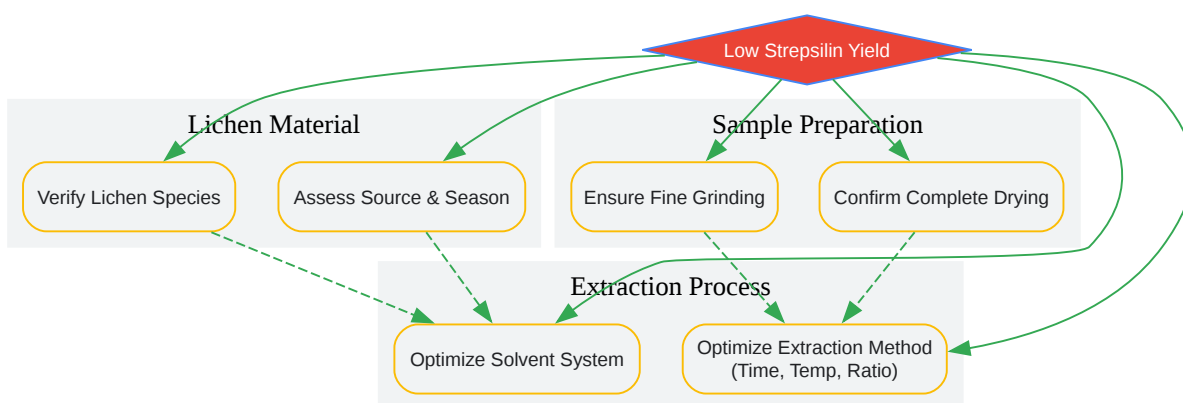 Low Strepsilin Yield
Lichen Material
Sample Preparation
Verify Lichen Species
Assess Source & Season
Ensure Fine Grinding
Confirm Complete Drying
Extraction Process
Optimize Solvent System
Optimize Extraction Method
(Time, Temp, Ratio)